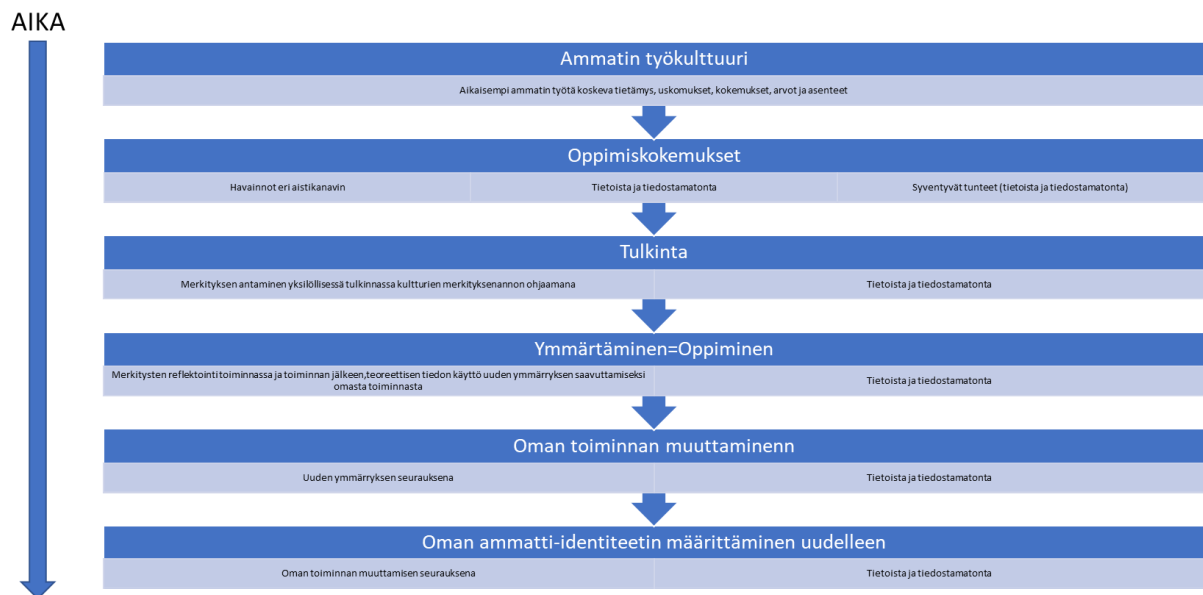 AIKA
Ammatin työkulttuuri
Aikaisempi ammatin työtä koskeva tietämys, uskomukset, kokemukset, arvot ja asenteet
Oppimiskokemukset
Havainnot eri aistikanavin
Tietoista ja tiedostamatonta
Syventyvät tunteet (tietoista ja tiedostamatonta)
Tulkinta
Merkityksen antaminen yksilöllisessä tulkinnassa kultturien merkityksenannon ohjaamana
Tietoista ja tiedostamatonta
Ymmärtäminen=Oppiminen
Merkitysten reflektointi toiminnassa ja toiminnan jälkeen,teoreettisen tiedon käyttö uuden ymmärryksen saavuttamiseksi
omasta toiminnasta
Tietoista ja tiedostamatonta
Oman toiminnan muuttaminenn
Uuden ymmärryksen seurauksena
Tietoista ja tiedostamatonta
Oman ammatti-identiteetin määrittäminen uudelleen
Oman toiminnan muuttamisen seurauksena
Tietoista ja tiedostamatonta